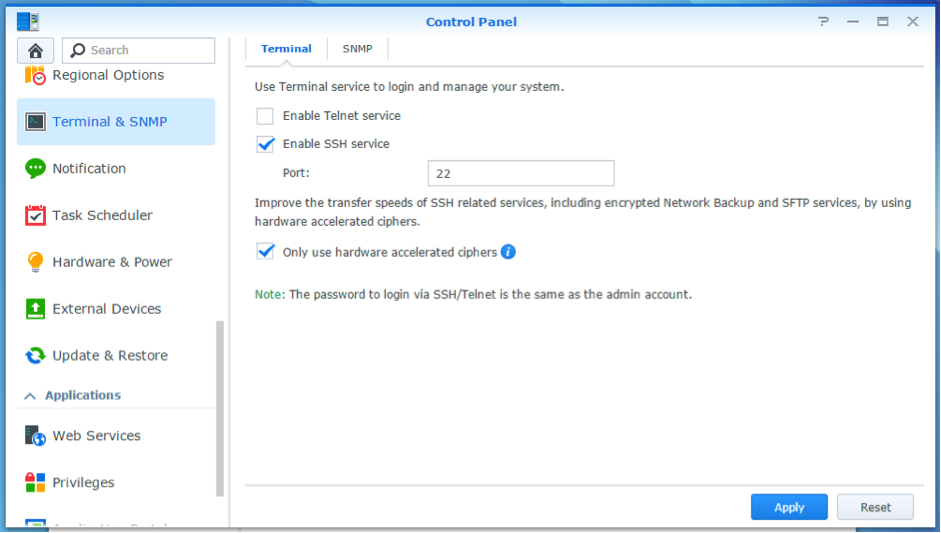 Control Panel
Search
Regional Options
Terminal & SNMP
Notification
Task Scheduler
Hardware & Power
External Devices
Update & Restore
Applications
Web Services
Privileges
Terminal
SNMP
Use Terminal service to login and manage your system.
Enable Telnet service
Enable SSH service
Port:
22
Improve the transfer speeds of SSH related services, including encrypted Network Backup and SFTP services, by using
hardware accelerated ciphers.
Only use hardware accelerated ciphers
Note: The password to login via SSH/Telnet is the same as the admin account.
Apply
Reset